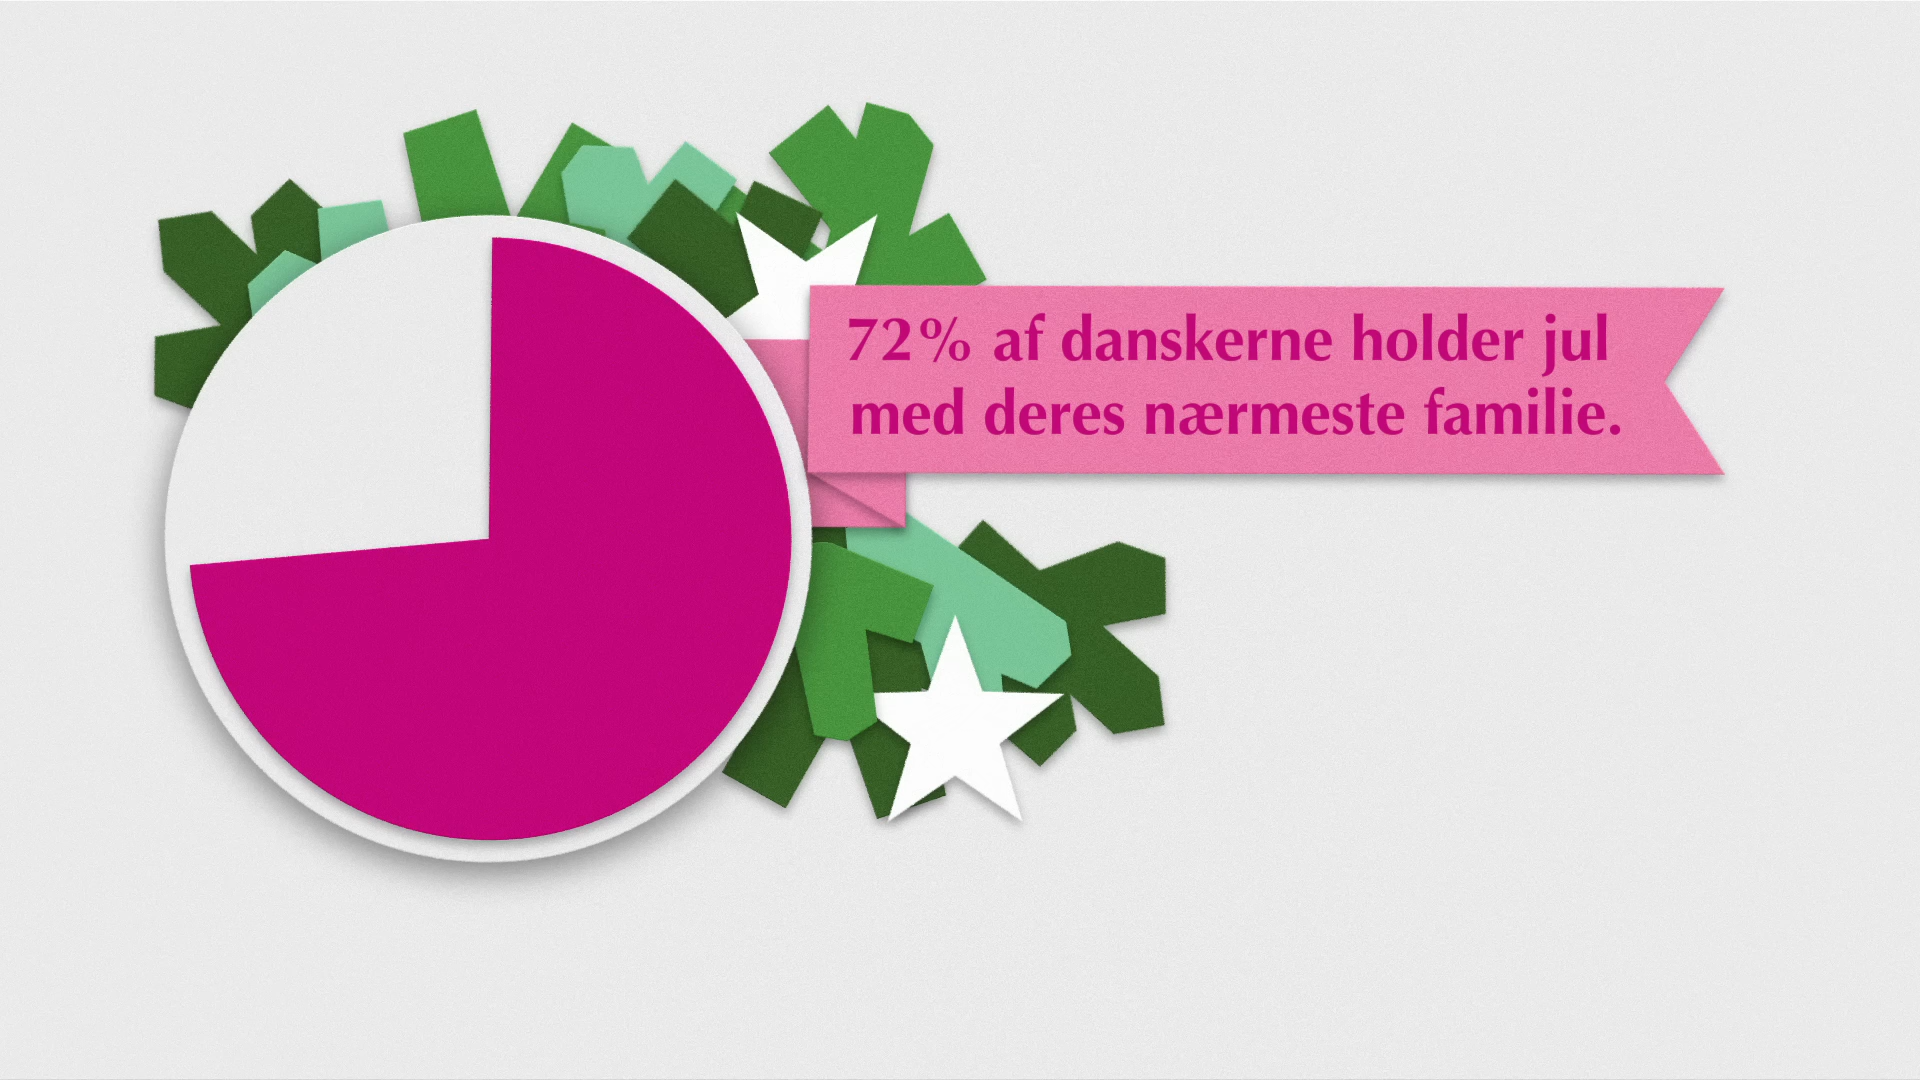 72% af danskerne holder jul
med deres nærmeste familie.